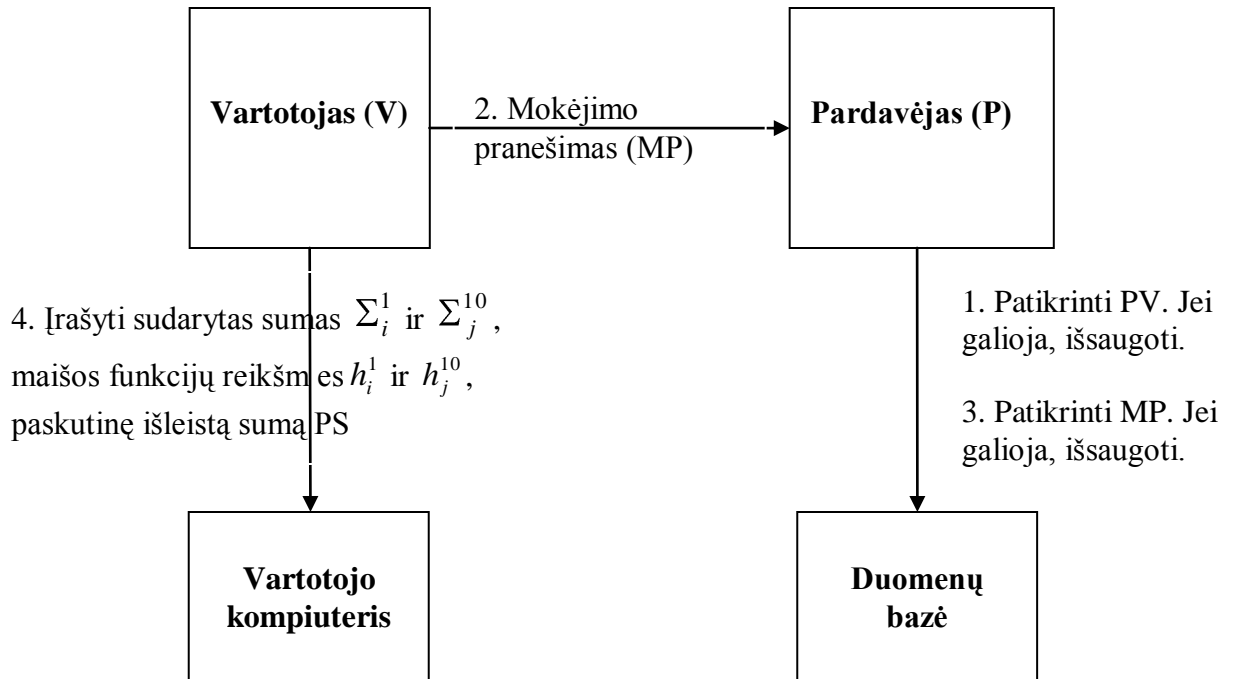 Vartotojas (V)
2. Mokėjimo
pranešimas (MP)
Pardavėjas (P)
4. Įrašyti sudarytas sumas Σ_i^1 ir Σ_j^10,
maišos funkcijų reikšm es h_i^1 ir h_j^10,
paskutinę išleistą sumą PS
1. Patikrinti PV. Jei
galioja, išsaugoti.
3. Patikrinti MP. Jei
galioja, išsaugoti.
Vartotojo
kompiuteris
Duomenų
bazė